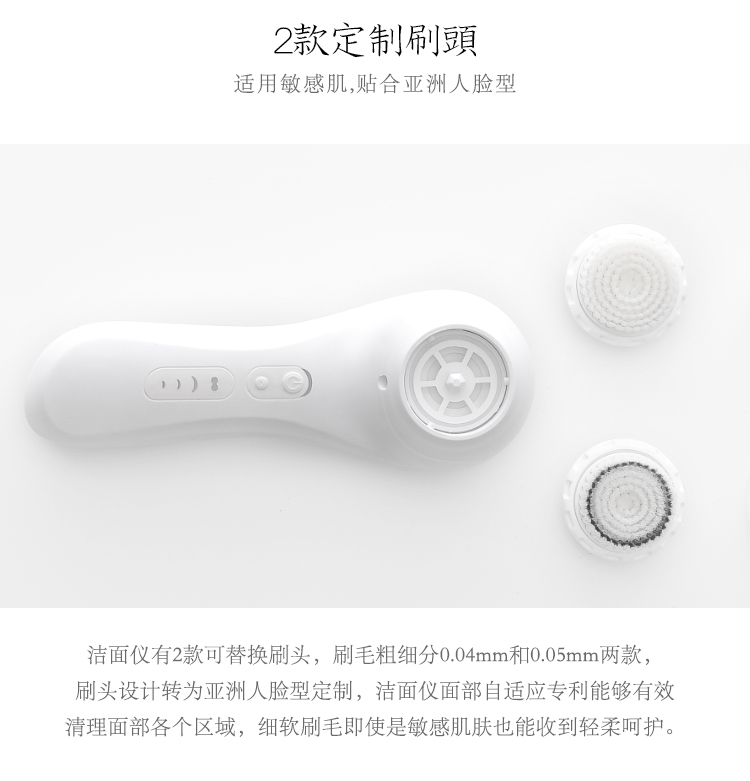 2款定制刷頭
适用敏感肌,贴合亚洲人脸型
洁面仪有2款可替换刷头，刷毛粗细分0.04mm和0.05mm两款，
刷头设计转为亚洲人脸型定制，洁面仪面部自适应专利能够有效
清理面部各个区域，细软刷毛即使是敏感肌肤也能收到轻柔呵护。